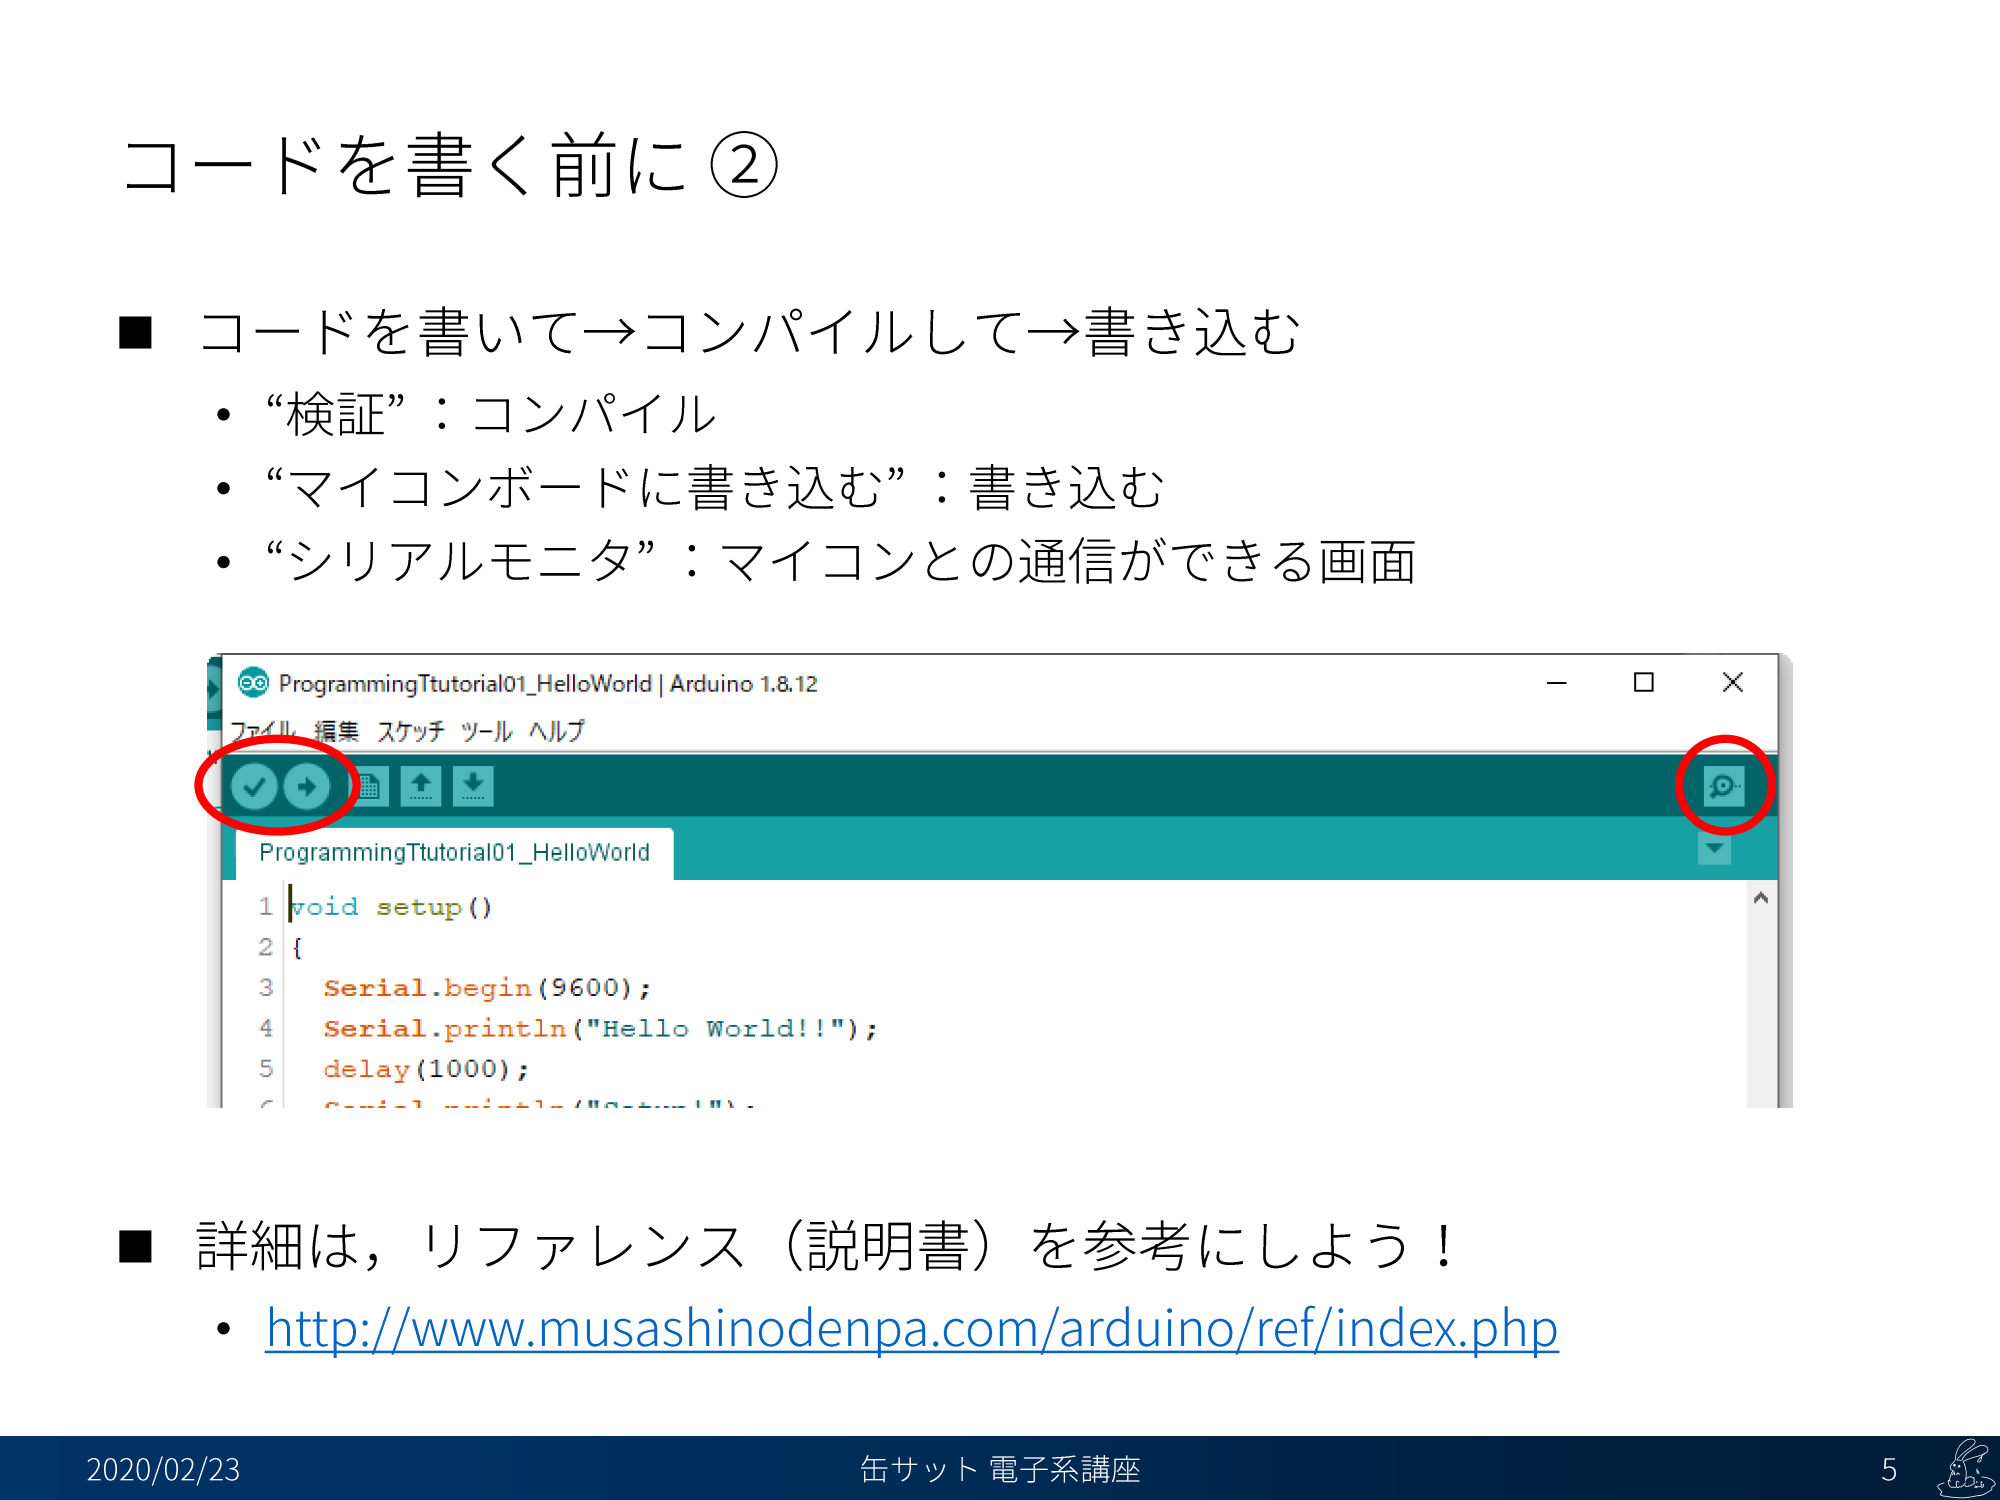 コードを書く前に ②
■ コードを書いて→コンパイルして→書き込む
• “検証”：コンパイル
• “マイコンボードに書き込む”：書き込む
• “シリアルモニタ”：マイコンとの通信ができる画面
ProgrammingTtutorial01_HelloWorld | Arduino 1.8.12
ファイル 編集 スケッチ ツール ヘルプ
ProgrammingTtutorial01_HelloWorld
1 void setup()
2 {
3 Serial.begin(9600);
4 Serial.println("Hello World!!");
5 delay(1000);
■ 詳細は，リファレンス（説明書）を参考にしよう！
• http://www.musashinodenpa.com/arduino/ref/index.php
2020/02/23
缶サット 電子系講座
5